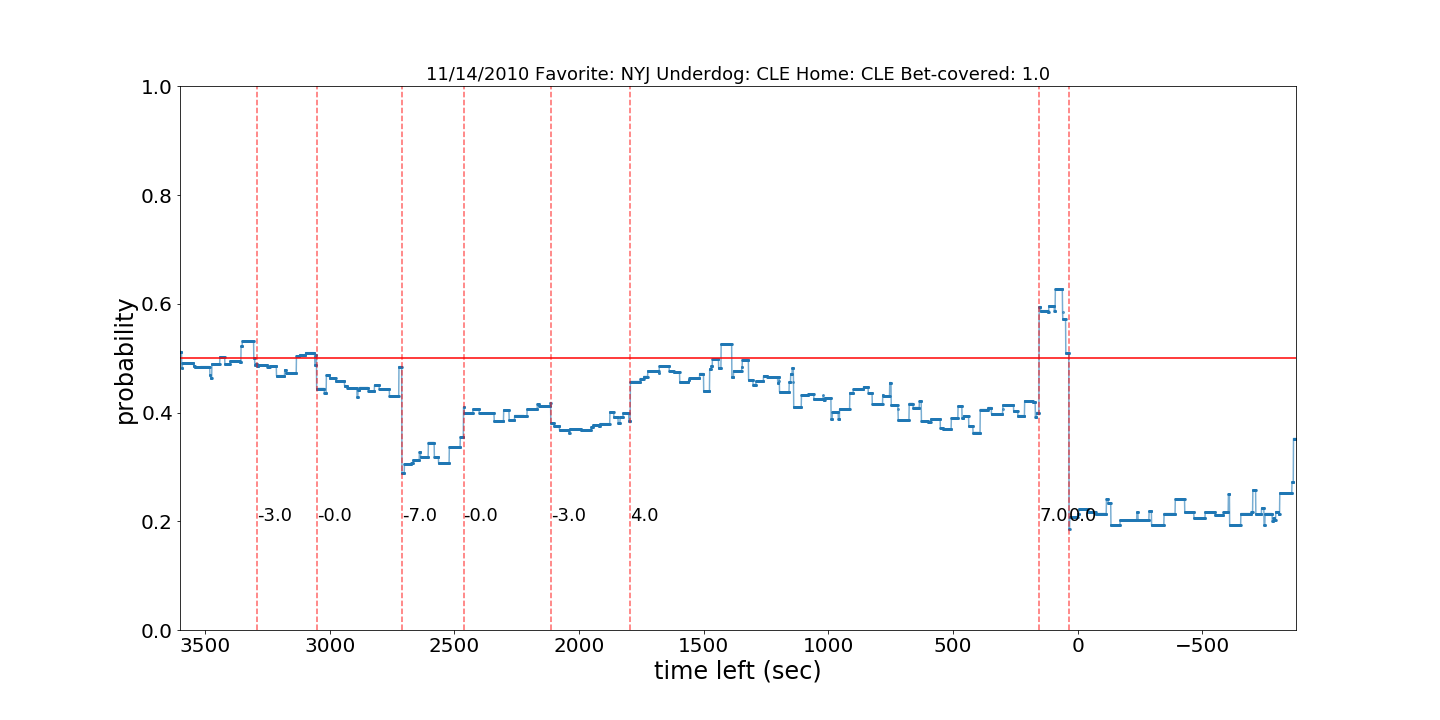 11/14/2010 Favorite: NYJ Underdog: CLE Home: CLE Bet-covered: 1.0
1.0
0.8
0.6
0.4
0.2
0.0
probability
-3.0 -0.0 -7.0 -0.0 -3.0 4.0 7.0 0.0
3500 3000 2500 2000 1500 1000 500 0 −500
time left (sec)